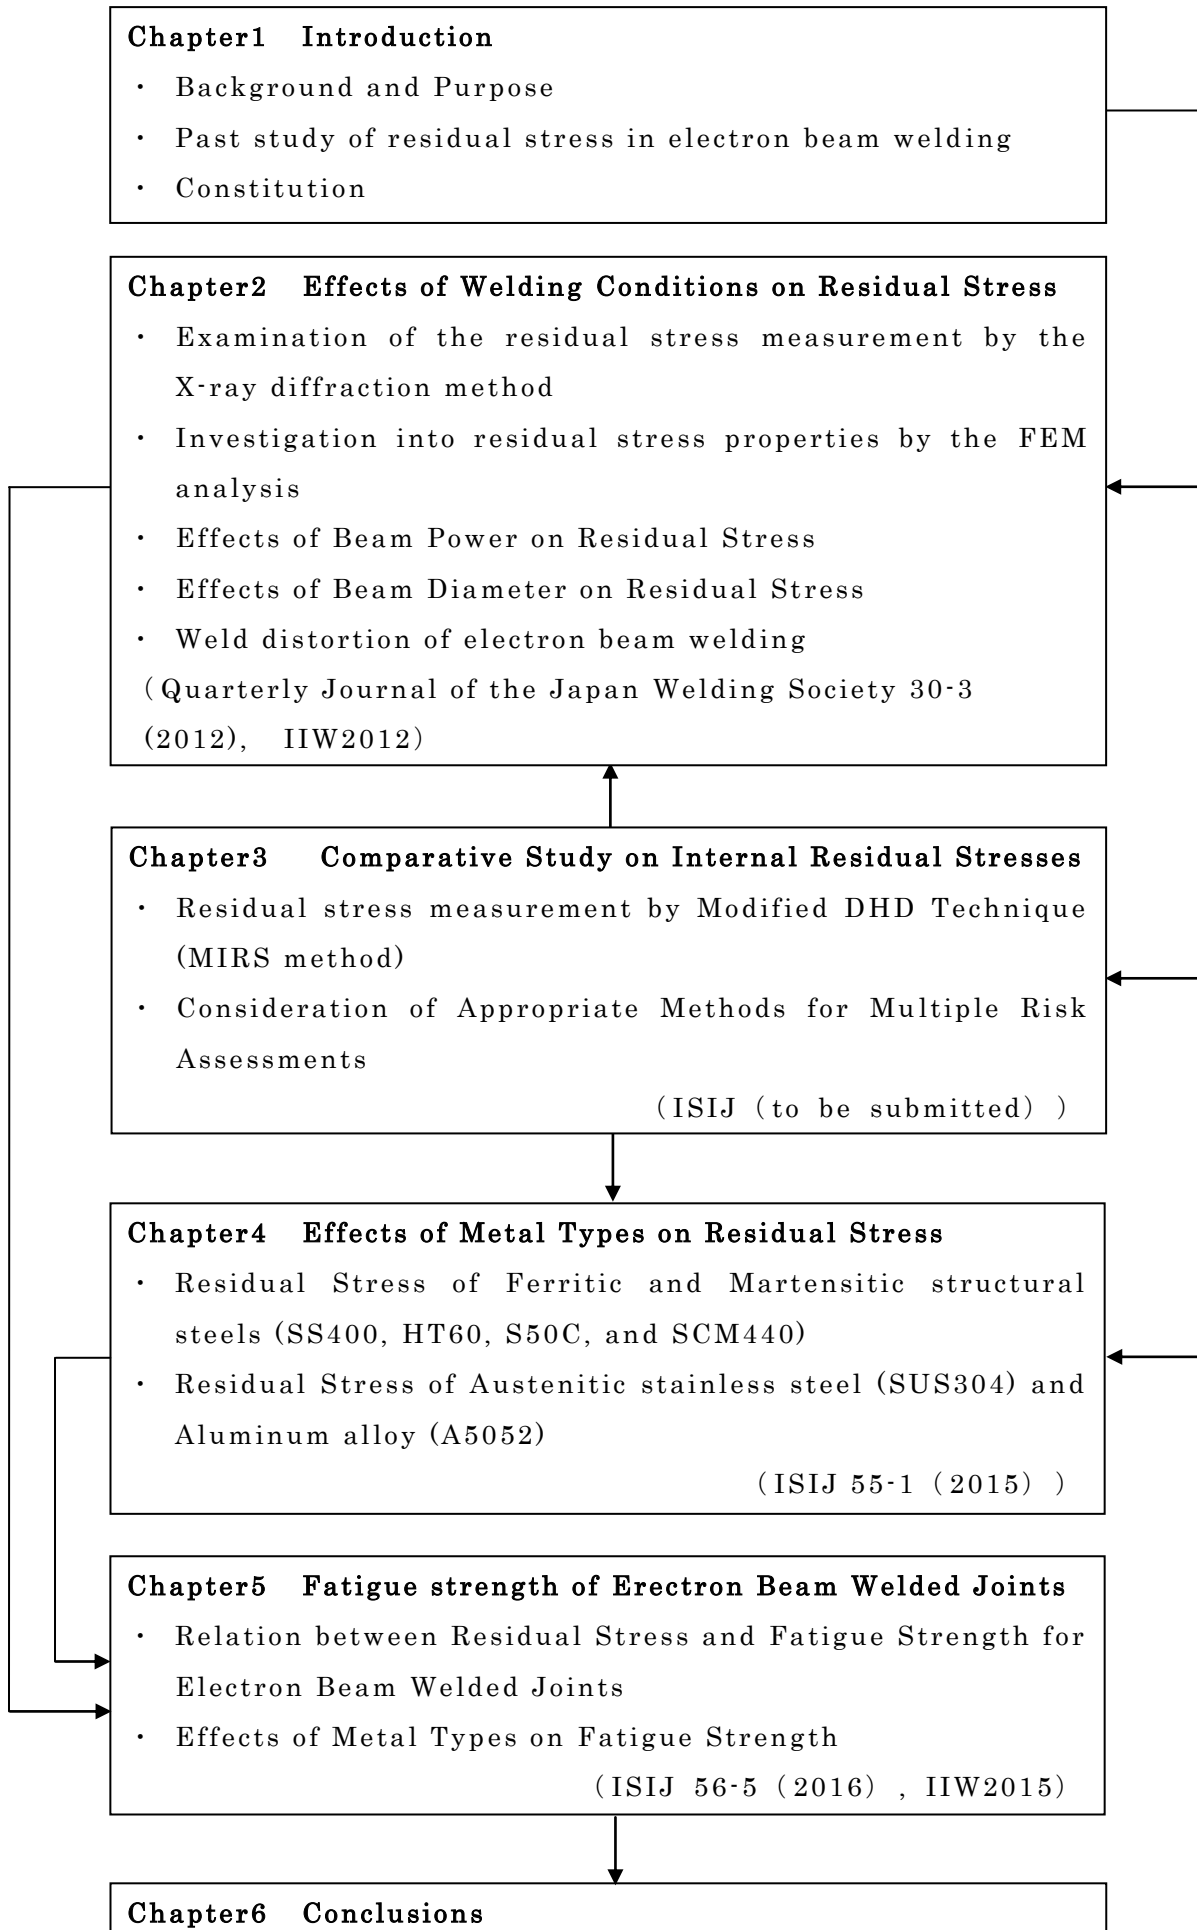 Chapter1 Introduction
・ Background and Purpose
・ Past study of residual stress in electron beam welding
・ Constitution
Chapter2 Effects of Welding Conditions on Residual Stress
・ Examination of the residual stress measurement by the
X-ray diffraction method
・ Investigation into residual stress properties by the FEM
analysis
・ Effects of Beam Power on Residual Stress
・ Effects of Beam Diameter on Residual Stress
・ Weld distortion of electron beam welding
（Quarterly Journal of the Japan Welding Society 30-3
(2012), IIW2012）
Chapter3 Comparative Study on Internal Residual Stresses
・ Residual stress measurement by Modified DHD Technique
(MIRS method)
・ Consideration of Appropriate Methods for Multiple Risk
Assessments
（ISIJ（to be submitted））
Chapter4 Effects of Metal Types on Residual Stress
・ Residual Stress of Ferritic and Martensitic structural
steels (SS400, HT60, S50C, and SCM440)
・ Residual Stress of Austenitic stainless steel (SUS304) and
Aluminum alloy (A5052)
（ISIJ 55-1（2015））
Chapter5 Fatigue strength of Erectron Beam Welded Joints
・ Relation between Residual Stress and Fatigue Strength for
Electron Beam Welded Joints
・ Effects of Metal Types on Fatigue Strength
（ISIJ 56-5（2016）, IIW2015）
Chapter6 Conclusions